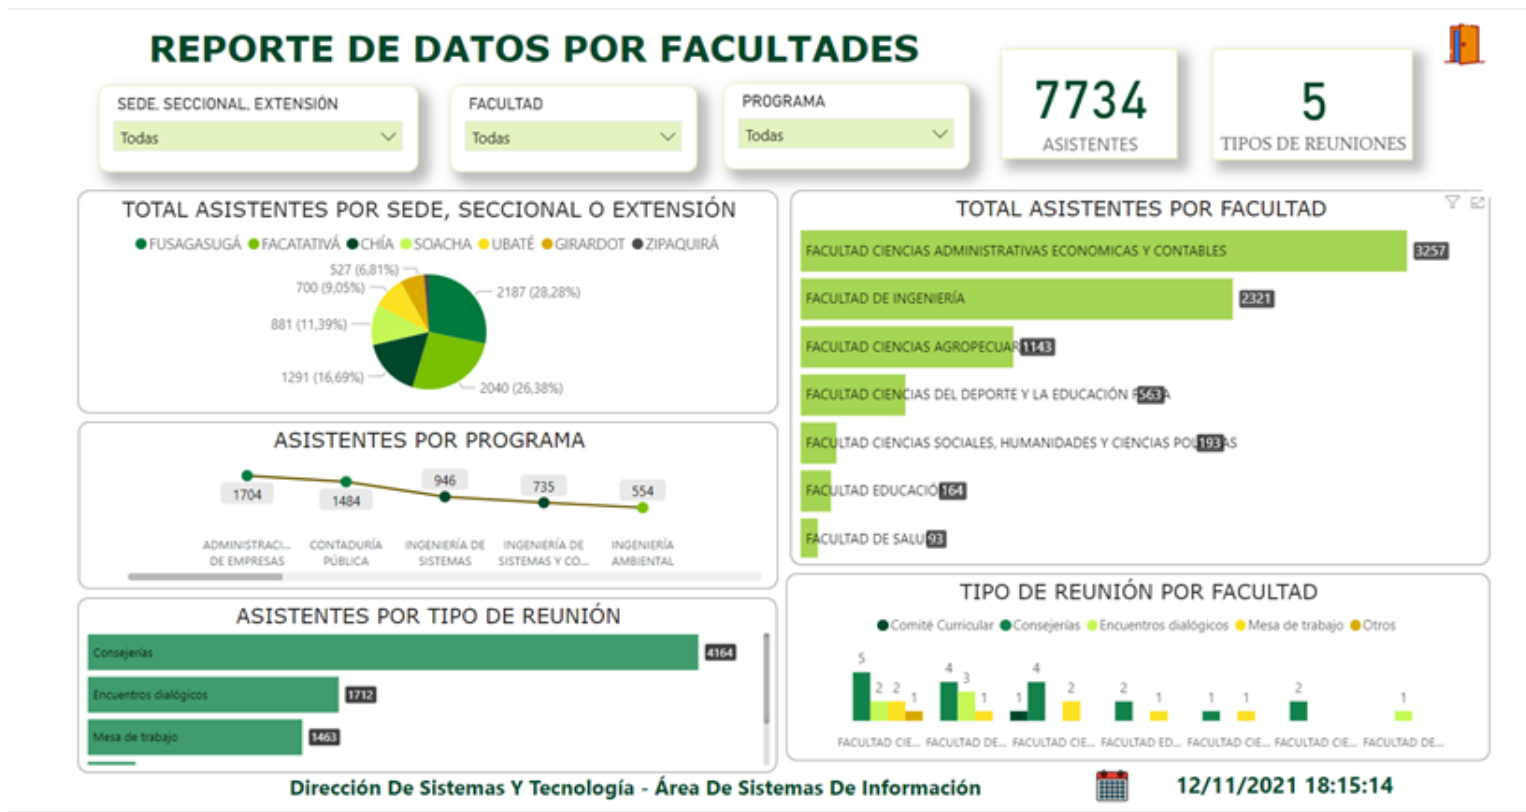 REPORTE DE DATOS POR FACULTADES
SEDE, SECCIONAL, EXTENSIÓN
Todas
FACULTAD
Todas
PROGRAMA
Todas
7734
ASISTENTES
5
TIPOS DE REUNIONES
TOTAL ASISTENTES POR SEDE, SECCIONAL O EXTENSIÓN
FUSAGASUGÁ FACATATIVÁ CHÍA SOACHA UBATÉ GIRARDOT ZIPAQUIRÁ
527 (6,81%)
700 (9,05%)
2187 (28,28%)
881 (11,39%)
1291 (16,69%)
2040 (26,38%)
ASISTENTES POR PROGRAMA
1704
1484
946
735
554
ADMINISTRACI...
DE EMPRESAS
CONTADURÍA
PÚBLICA
INGENIERÍA DE
SISTEMAS
INGENIERÍA DE
SISTEMAS Y CO...
INGENIERÍA
AMBIENTAL
ASISTENTES POR TIPO DE REUNIÓN
Consejerías 4164
Encuentros dialógicos 1712
Mesa de trabajo 1463
TOTAL ASISTENTES POR FACULTAD
FACULTAD CIENCIAS ADMINISTRATIVAS ECONOMICAS Y CONTABLES 3257
FACULTAD DE INGENIERÍA 2321
FACULTAD CIENCIAS AGROPECUAR 1143
FACULTAD CIENCIAS DEL DEPORTE Y LA EDUCACIÓN 563
FACULTAD CIENCIAS SOCIALES, HUMANIDADES Y CIENCIAS 193
FACULTAD EDUCACIÓ 164
FACULTAD DE SALU 93
TIPO DE REUNIÓN POR FACULTAD
Comité Curricular Consejerías Encuentros dialógicos Mesa de trabajo Otros
5 2 2 1 4 3 1 1 4 2 2 1 1 1 2 1
FACULTAD CIE... FACULTAD DE... FACULTAD CIE... FACULTAD ED... FACULTAD CIE... FACULTAD CIE... FACULTAD DE...
Dirección De Sistemas Y Tecnología - Área De Sistemas De Información
12/11/2021 18:15:14